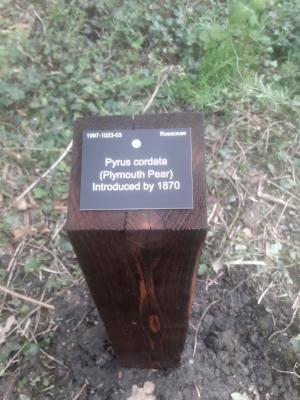 1997-1023-03 Rosaceae
Pyrus cordata
(Plymouth Pear)
Introduced by 1870